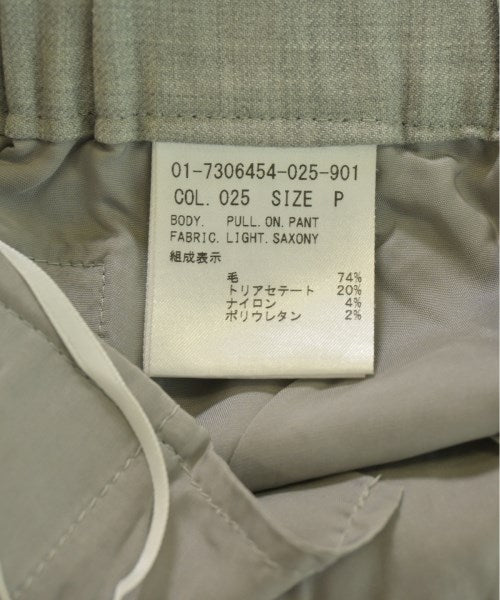 01-7306454-025-901
COL. 025 SIZE P
BODY. PULL.ON.PANT
FABRIC. LIGHT.SAXONY
組成表示
毛 74%
トリアセテート 20%
ナイロン 4%
ポリウレタン 2%